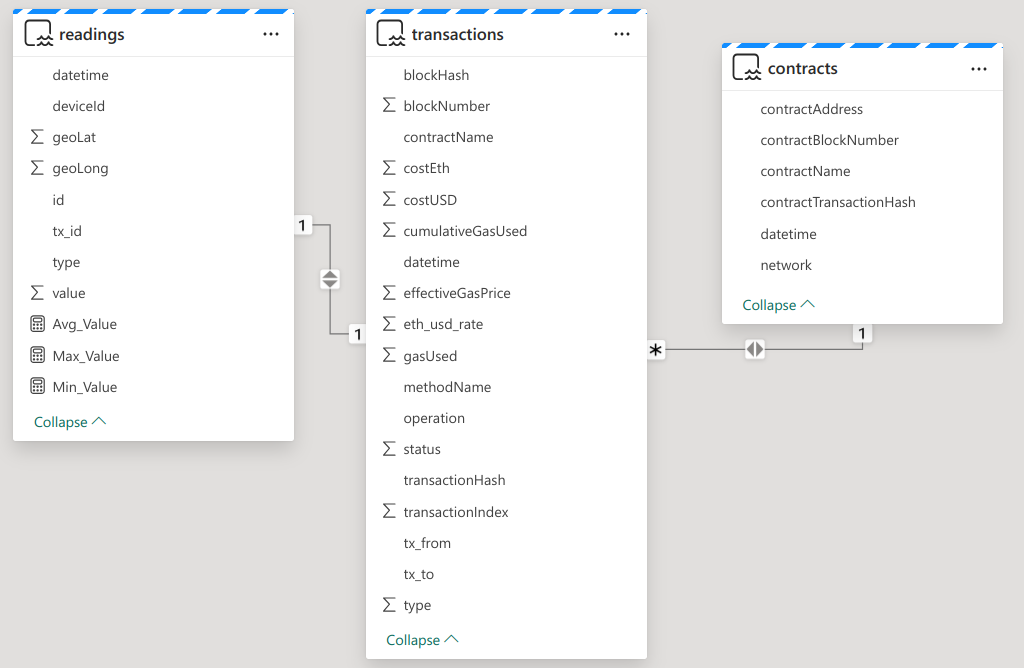 readings
datetime
deviceId
geoLat
geoLong
id
tx_id
type
value
Avg_Value
Max_Value
Min_Value
Collapse
1
1
transactions
blockHash
blockNumber
contractName
costEth
costUSD
cumulativeGasUsed
datetime
effectiveGasPrice
eth_usd_rate
gasUsed
methodName
operation
status
transactionHash
transactionIndex
tx_from
tx_to
type
Collapse
*
1
contracts
contractAddress
contractBlockNumber
contractName
contractTransactionHash
datetime
network
Collapse